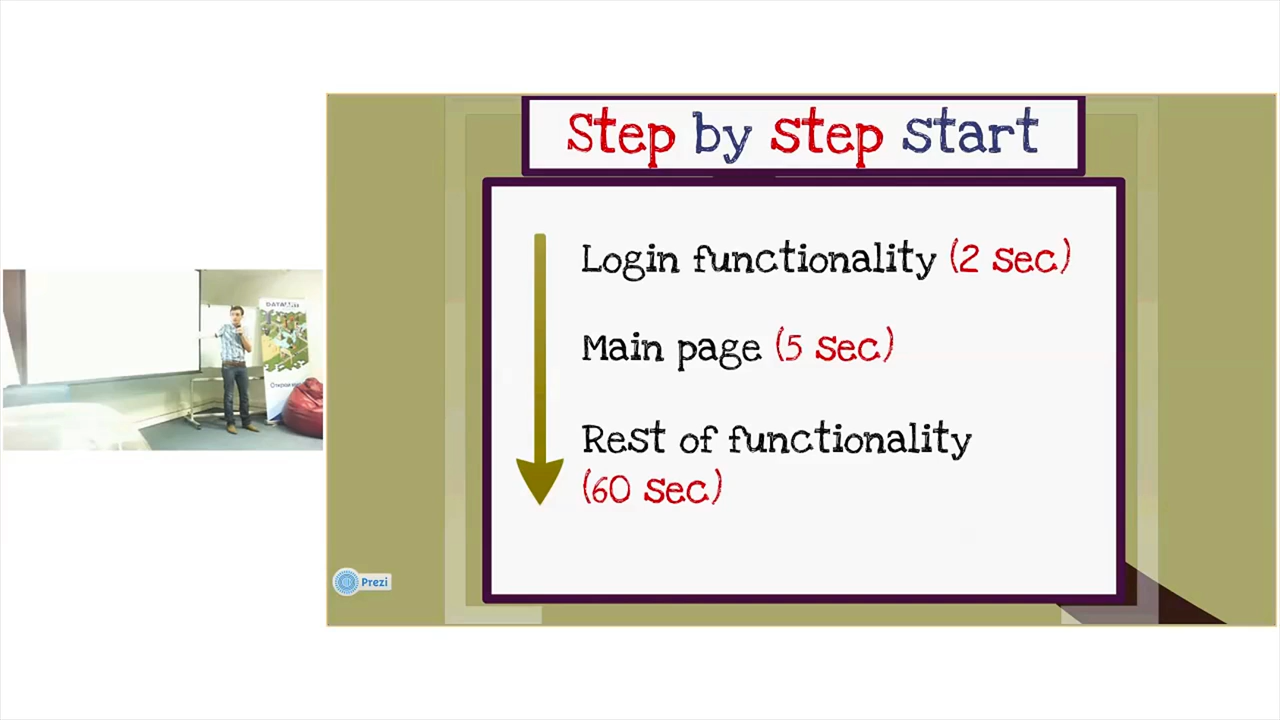 Step by step start
Login functionality (2 sec)
Main page (5 sec)
Rest of functionality
(60 sec)
Prezi